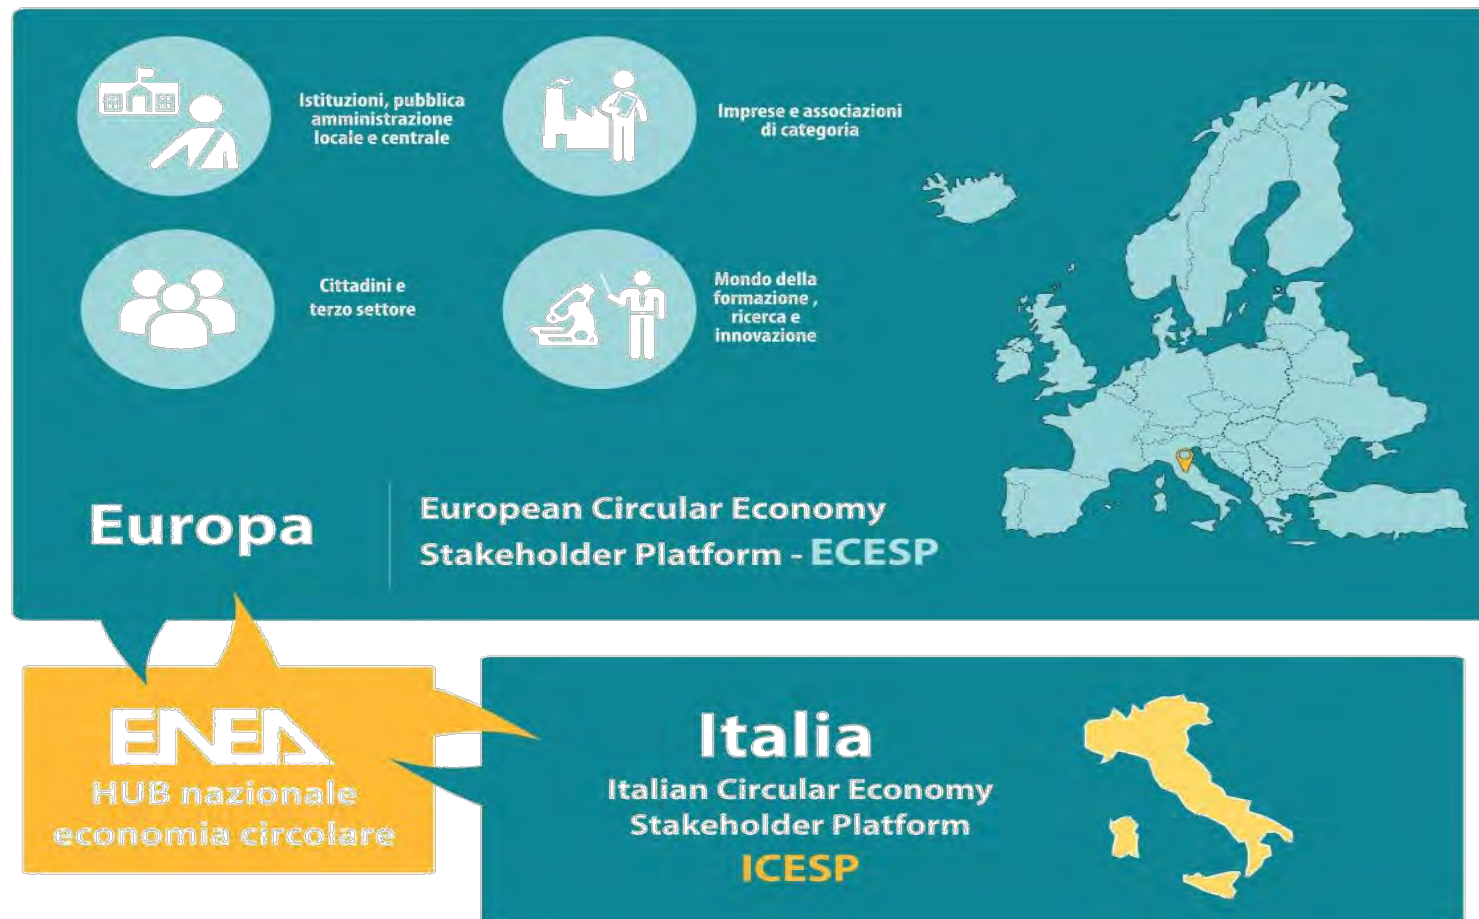 Istituzioni, pubblica
amministrazione
locale e centrale
Imprese e associazioni
di categoria
Cittadini e
terzo settore
Mondo della
formazione ,
ricerca e
innovazione
Europa
European Circular Economy
Stakeholder Platform - ECESP
ENEA
HUB nazionale
economia circolare
Italia
Italian Circular Economy
Stakeholder Platform
ICESP